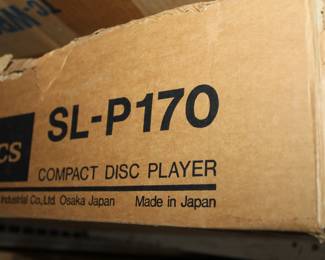 SL-P170
CS
COMPACT DISC PLAYER
Industrial Co., Ltd. Osaka Japan Made in Japan